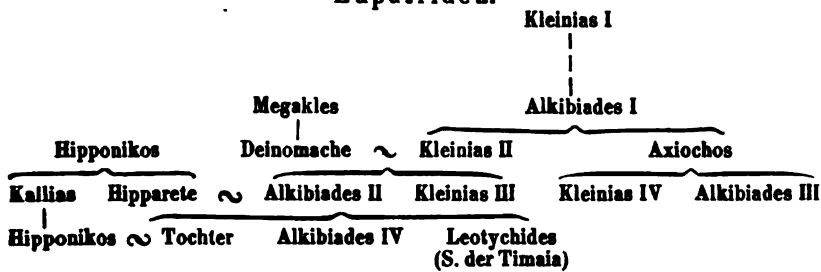 Kleinias I
Megakles Alkibiades I
Hipponikos Deinomache ~ Kleinias II Axiochos
Kallias Hipparete ~ Alkibiades II Kleinias III Kleinias IV Alkibiades III
Hipponikos ~ Tochter Alkibiades IV Leotychides
(S. der Timaia)